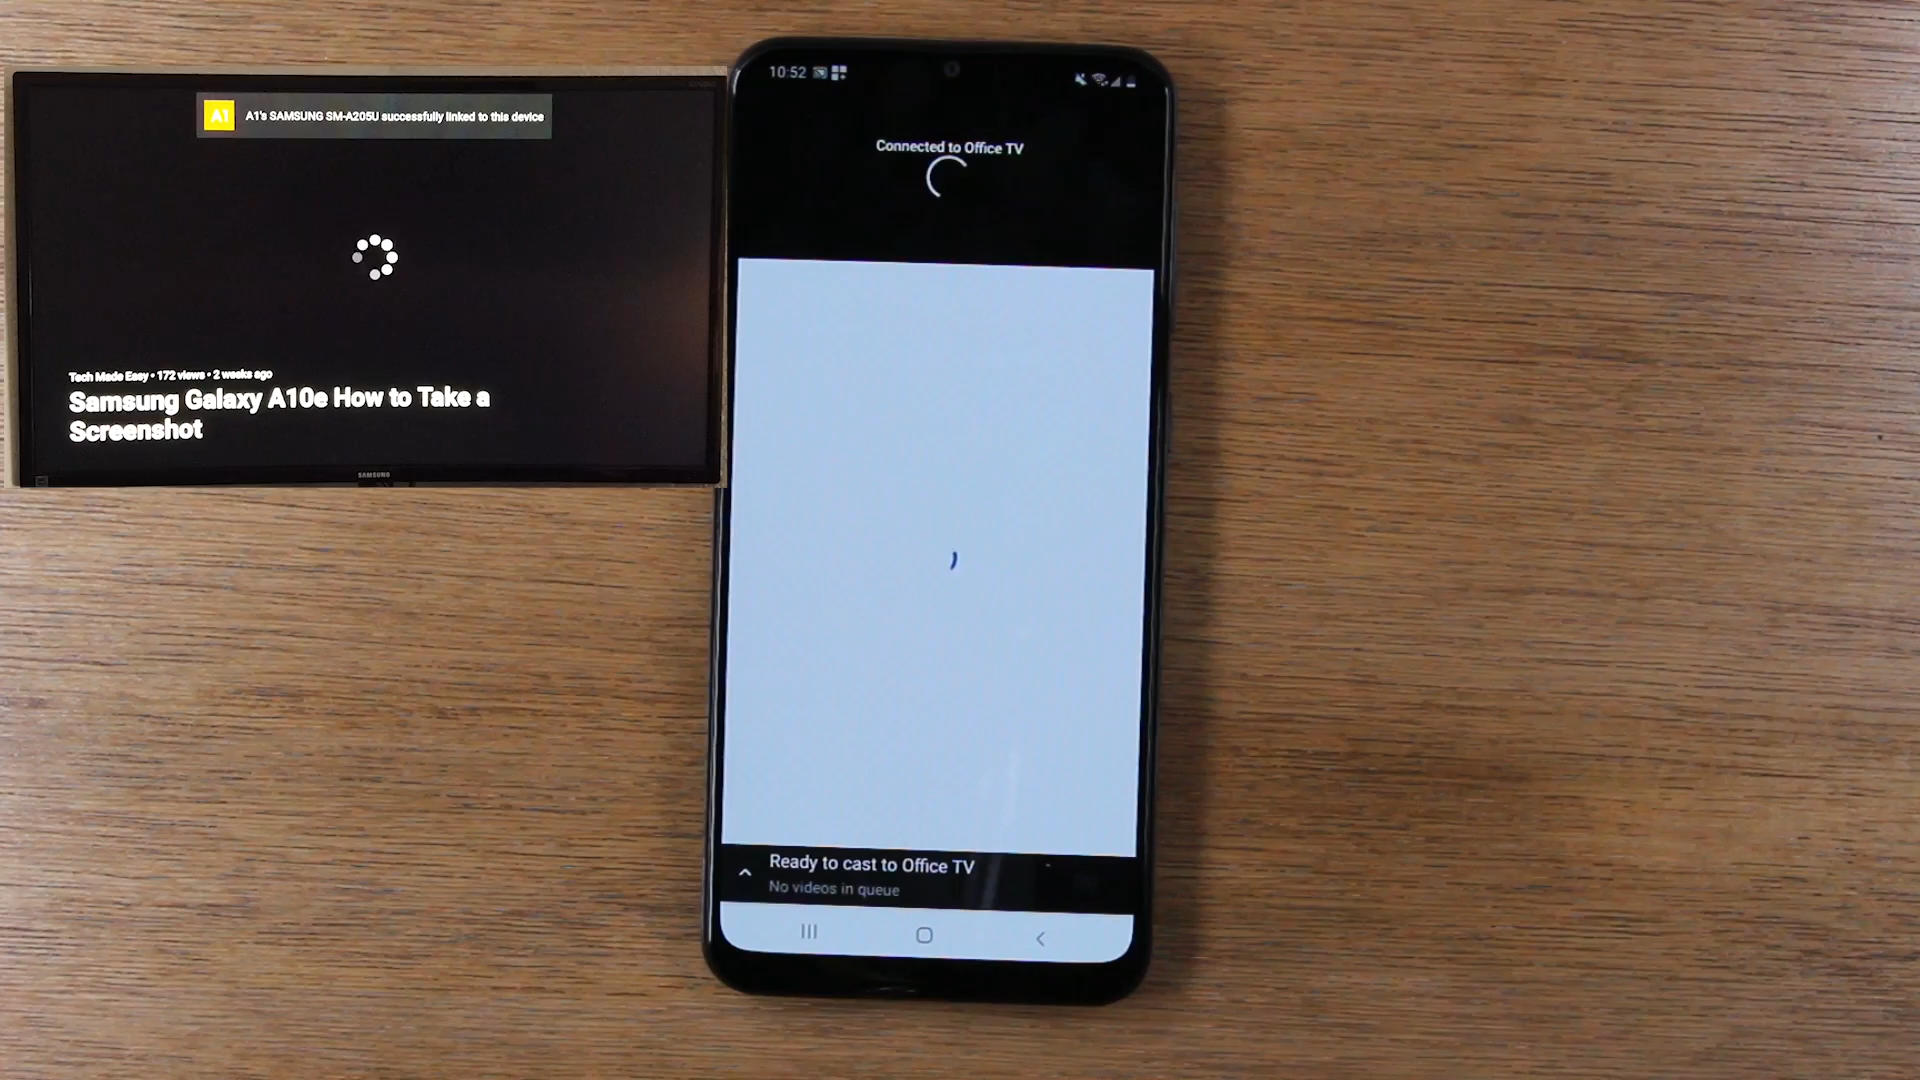 A1 A1's SAMSUNG SM-A205U successfully linked to this device
Tech Made Easy • 172 views • 2 weeks ago
Samsung Galaxy A10e How to Take a
Screenshot
SAMSUNG
10:52
Connected to Office TV
Ready to cast to Office TV
No videos in queue